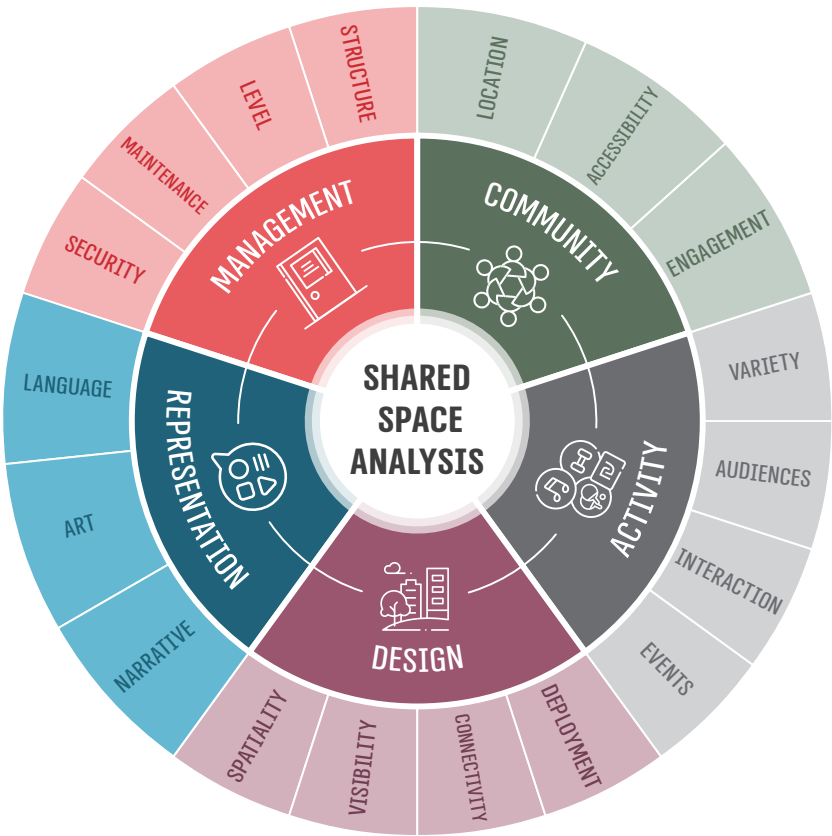 SHARED
SPACE
ANALYSIS
COMMUNITY
LOCATION
ACCESSIBILITY
ENGAGEMENT
ACTIVITY
VARIETY
AUDIENCES
INTERACTION
EVENTS
DESIGN
DEPLOYMENT
CONNECTIVITY
VISIBILITY
SPATIALITY
REPRESENTATION
NARRATIVE
ART
LANGUAGE
MANAGEMENT
SECURITY
MAINTENANCE
LEVEL
STRUCTURE